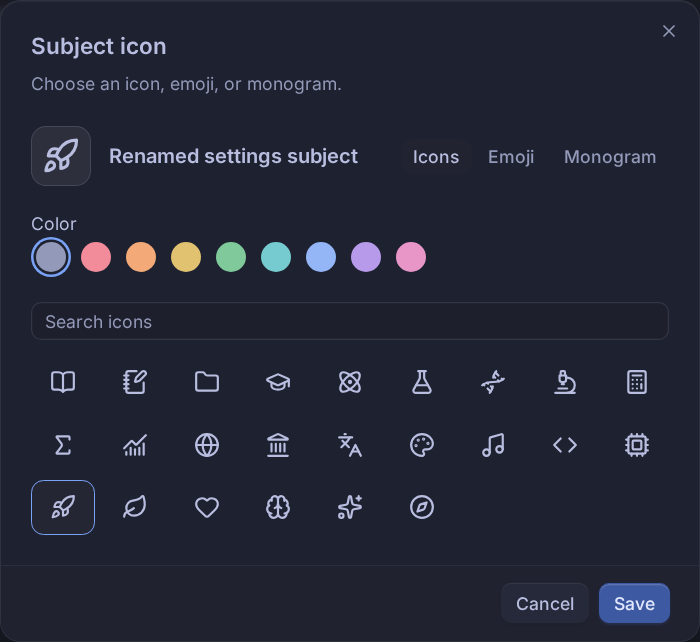 Subject icon
Choose an icon, emoji, or monogram.
Renamed settings subject
Icons Emoji Monogram
Color
Search icons
Cancel Save